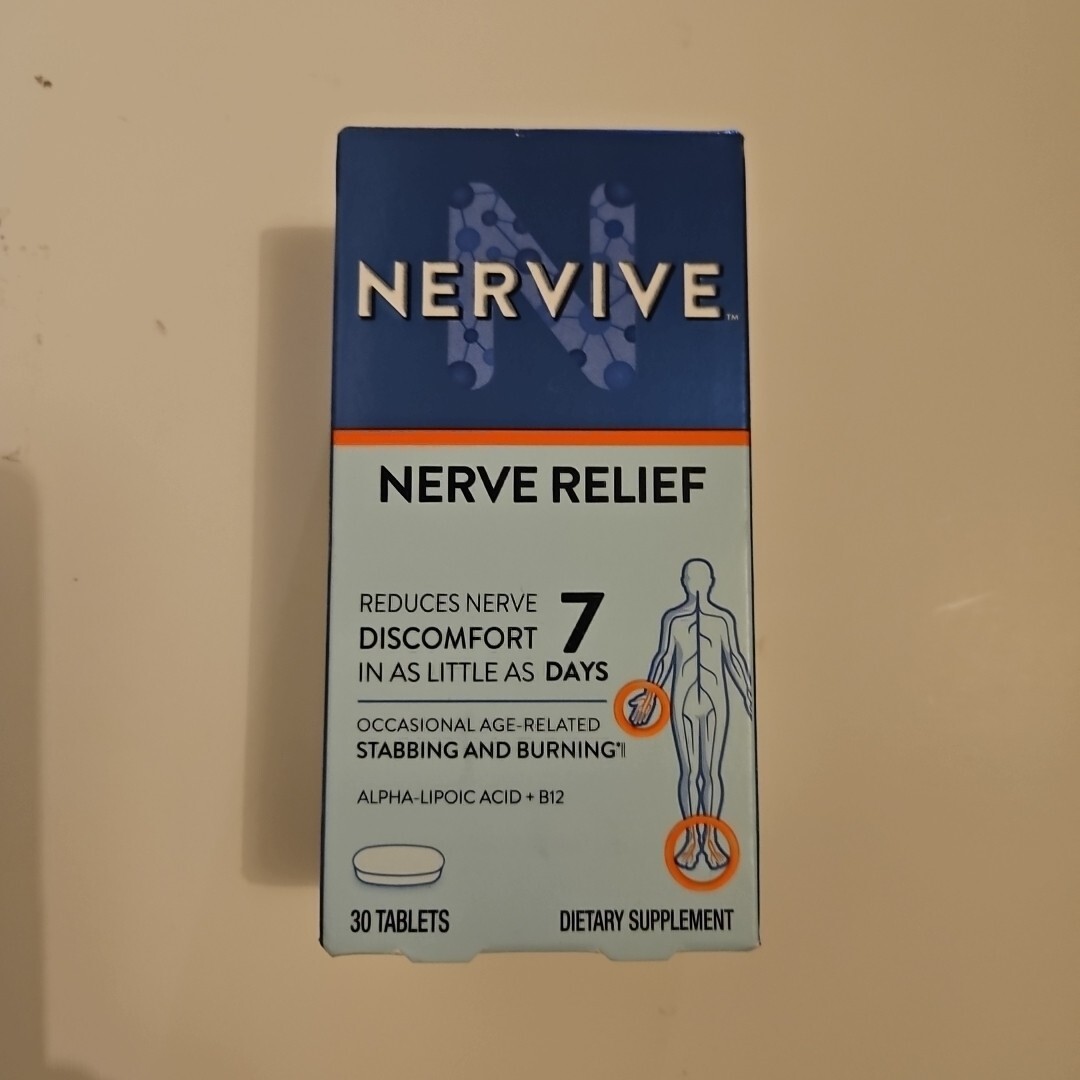 NERVIVE™
NERVE RELIEF
REDUCES NERVE
DISCOMFORT
IN AS LITTLE AS
7
DAYS
OCCASIONAL AGE-RELATED
STABBING AND BURNING*‖
ALPHA-LIPOIC ACID + B12
30 TABLETS
DIETARY SUPPLEMENT